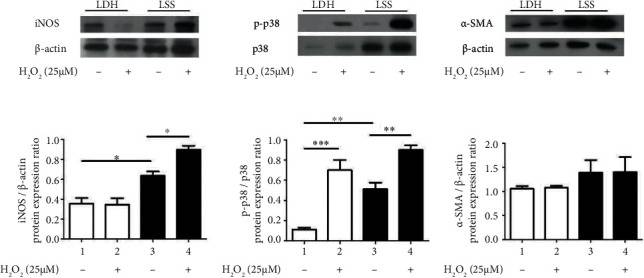 LDH LSS
iNOS
β-actin
H2O2 (25μM) – + – +
LDH LSS
p-p38
p38
H2O2 (25μM) – + – +
LDH LSS
α-SMA
β-actin
H2O2 (25μM) – + – +
iNOS / β-actin
protein expression ratio
1.0
0.8
0.6
0.4
0.2
0.0
*
*
1 2 3 4
H2O2 (25μM) – + – +
p-p38 / p38
protein expression ratio
1.0
0.8
0.6
0.4
0.2
0.0
**
***
**
1 2 3 4
H2O2 (25μM) – + – +
α-SMA / β-actin
protein expression ratio
2.0
1.5
1.0
0.5
0.0
1 2 3 4
H2O2 (25μM) – + – +